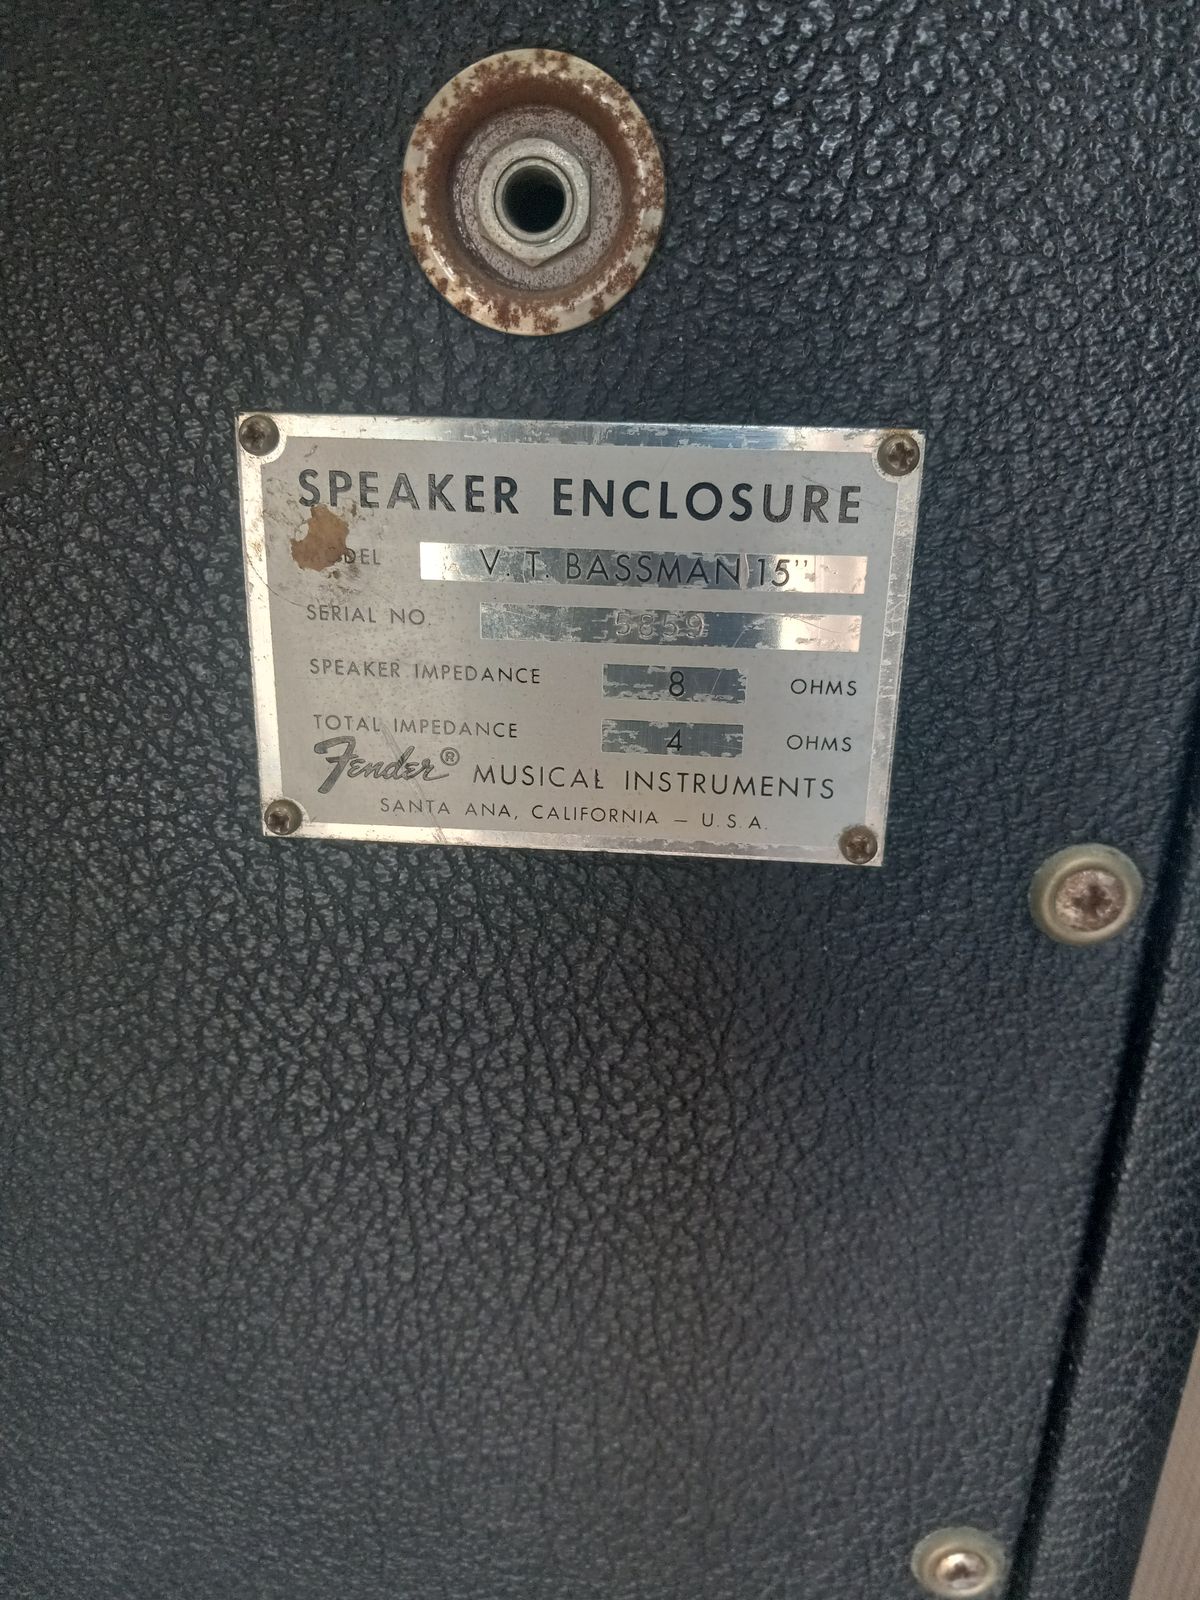 SPEAKER ENCLOSURE
V. T. BASSMAN 15"
SERIAL NO. 5859
SPEAKER IMPEDANCE 8 OHMS
TOTAL IMPEDANCE 4 OHMS
Fender® MUSICAL INSTRUMENTS
SANTA ANA, CALIFORNIA — U. S. A.